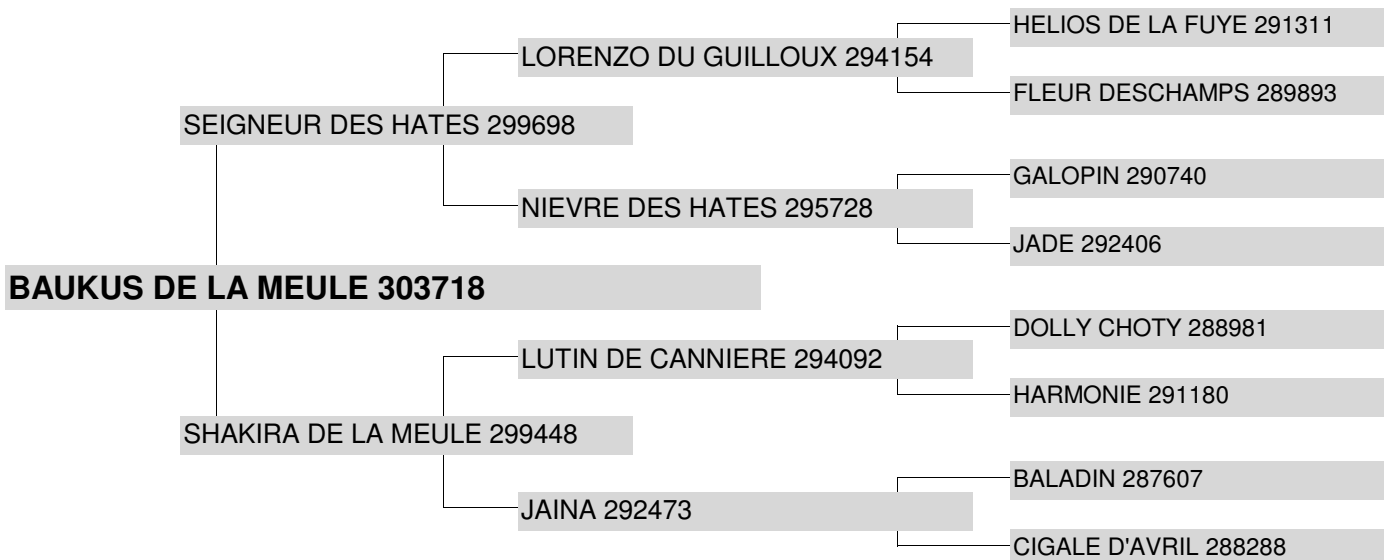 HELIOS DE LA FUYE 291311
LORENZO DU GUILLOUX 294154
FLEUR DESCHAMPS 289893
SEIGNEUR DES HATES 299698
GALOPIN 290740
NIEVRE DES HATES 295728
JADE 292406
BAUKUS DE LA MEULE 303718
DOLLY CHOTY 288981
LUTIN DE CANNIERE 294092
HARMONIE 291180
SHAKIRA DE LA MEULE 299448
BALADIN 287607
JAINA 292473
CIGALE D'AVRIL 288288